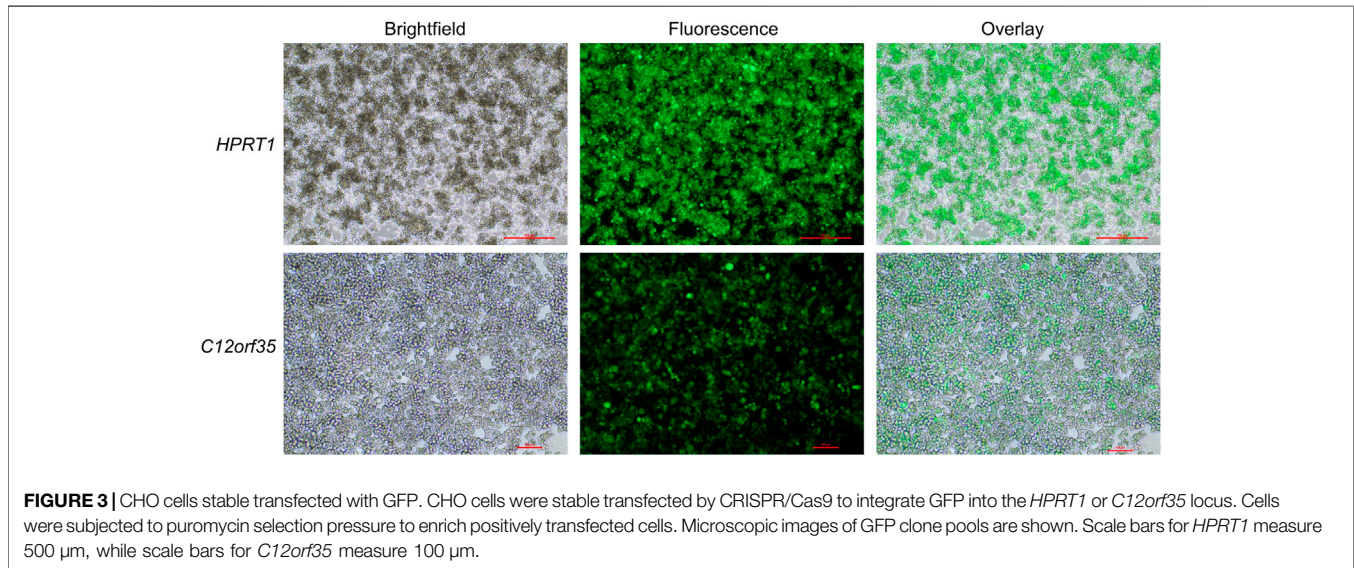 Brightfield Fluorescence Overlay
HPRT1
C12orf35
FIGURE 3 | CHO cells stable transfected with GFP. CHO cells were stable transfected by CRISPR/Cas9 to integrate GFP into the HPRT1 or C12orf35 locus. Cells
were subjected to puromycin selection pressure to enrich positively transfected cells. Microscopic images of GFP clone pools are shown. Scale bars for HPRT1 measure
500 µm, while scale bars for C12orf35 measure 100 µm.